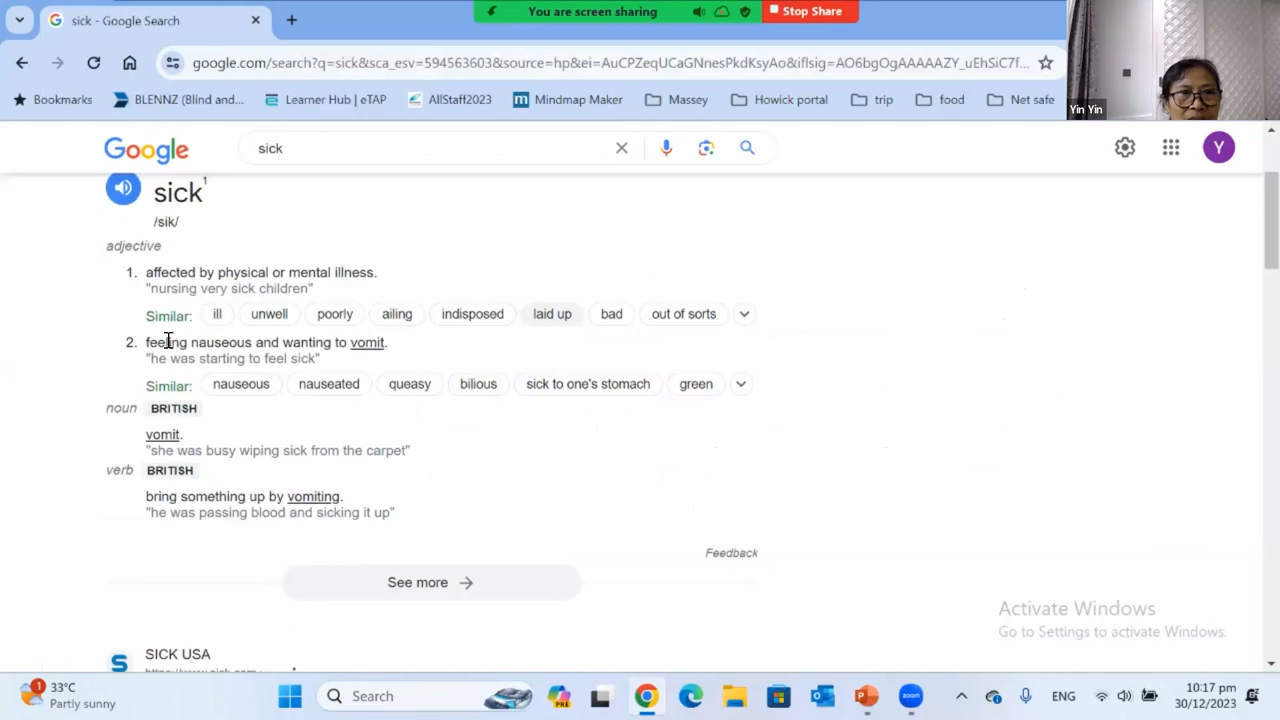 sick - Google Search
You are screen sharing
Stop Share
google.com/search?q=sick&sca_esv=594563603&source=hp&ei=AuCPZeqUCaGNnesPkdKsyAo&iflsig=AO6bgOgAAAAAZY_uEhSiC7f...
Bookmarks
BLENNZ (Blind and...
Learner Hub | eTAP
AllStaff2023
Mindmap Maker
Massey
Howick portal
trip
food
Net safe
Yin Yin
Google
sick
Y
sick1
/sik/
adjective
1. affected by physical or mental illness.
"nursing very sick children"
Similar: ill unwell poorly ailing indisposed laid up bad out of sorts
2. feeling nauseous and wanting to vomit.
"he was starting to feel sick"
Similar: nauseous nauseated queasy bilious sick to one's stomach green
noun BRITISH
vomit.
"she was busy wiping sick from the carpet"
verb BRITISH
bring something up by vomiting.
"he was passing blood and sicking it up"
Feedback
See more
Activate Windows
Go to Settings to activate Windows.
SICK USA
1
33°C
Partly sunny
Search
PRE
zoom
ENG
10:17 pm
30/12/2023